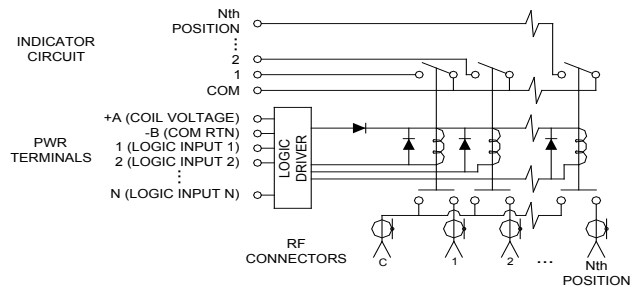 Nth
POSITION
⋮
2
1
COM
INDICATOR
CIRCUIT
+A (COIL VOLTAGE)
-B (COM RTN)
1 (LOGIC INPUT 1)
2 (LOGIC INPUT 2)
⋮
N (LOGIC INPUT N)
PWR
TERMINALS
LOGIC
DRIVER
RF
CONNECTORS
C
1
2
...
Nth
POSITION